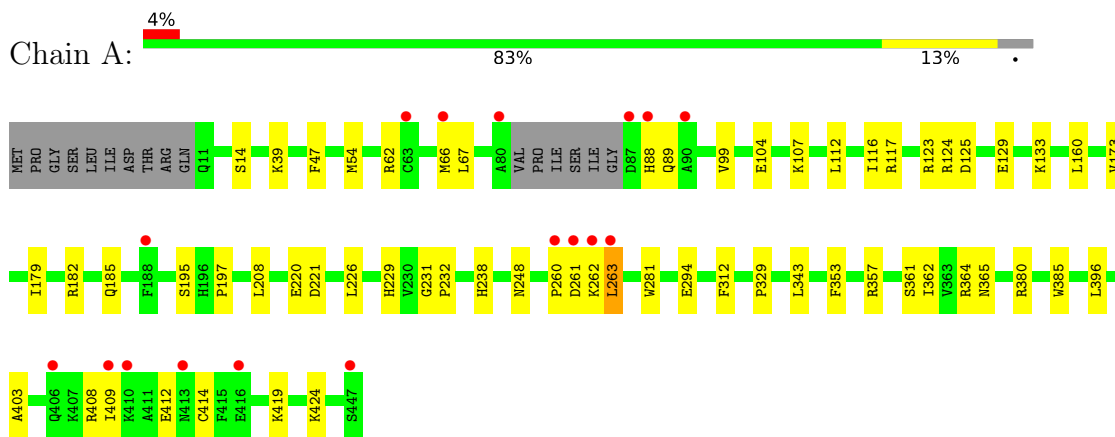 4%
Chain A:
83% 13% •
MET PRO GLY SER LEU ILE ASP THR ARG GLN Q11 S14 K39 F47 M54 R62 C63 M66 L67 A80 VAL PRO ILE SER ILE GLY D87 H88 Q89 A90 V99 E104 K107 L112 I116 R117 R123 R124 D125 E129 K133 L160 V173
I179 R182 Q185 F188 S195 H196 P197 L208 E220 D221 L226 H229 V230 G231 P232 H238 N248 P260 D261 K262 L263 W281 E294 F312 P329 L343 F353 R357 S361 I362 V363 R364 N365 R380 W385 L396
A403 Q406 K407 R408 I409 K410 A411 E412 N413 C414 F415 E416 K419 K424 S447